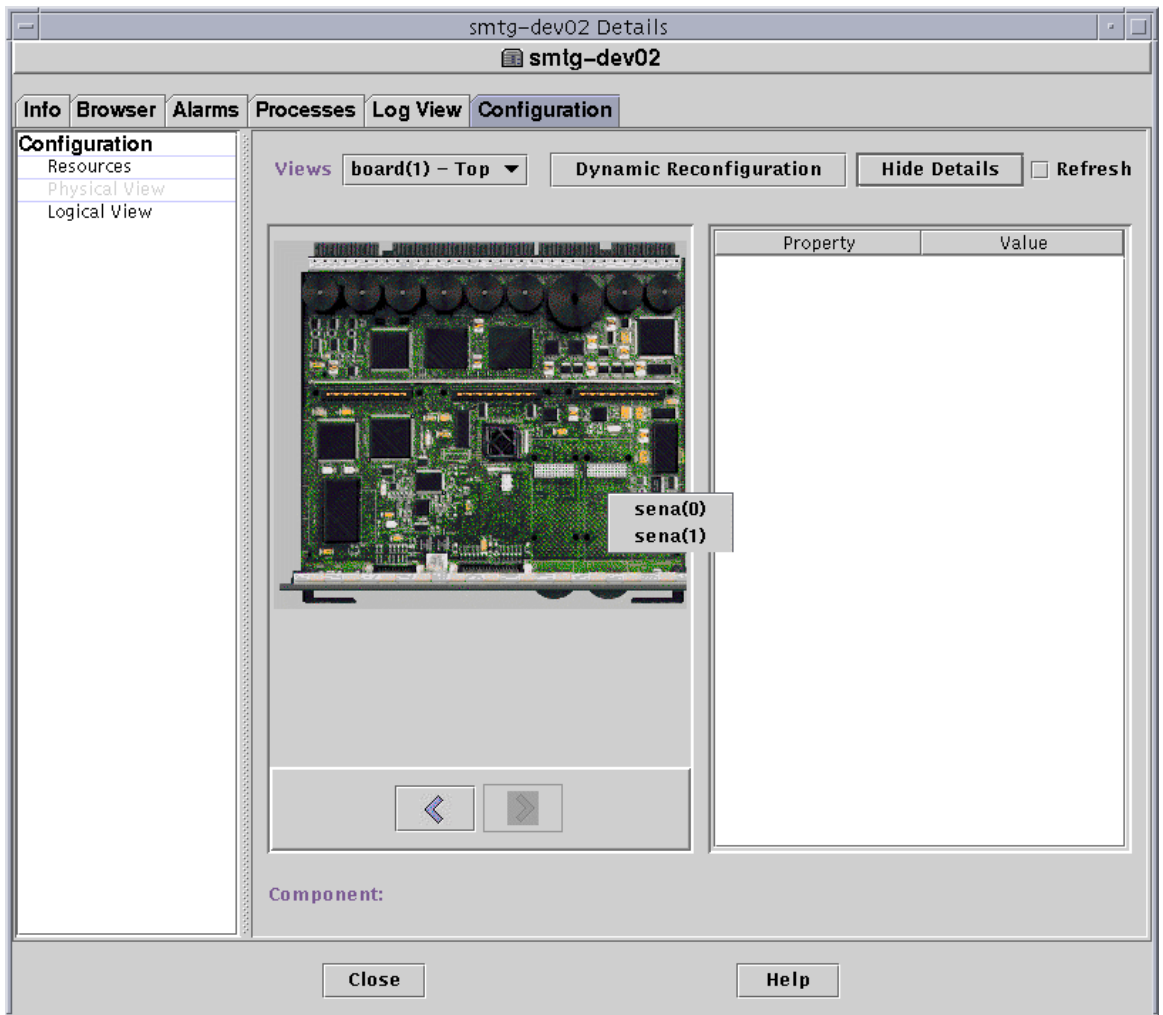 smtg-dev02 Details
smtg-dev02
Info Browser Alarms Processes Log View Configuration
Configuration
Resources
Physical View
Logical View
Views board(1) - Top Dynamic Reconfiguration Hide Details Refresh
Property Value
sena(0)
sena(1)
Component:
Close Help